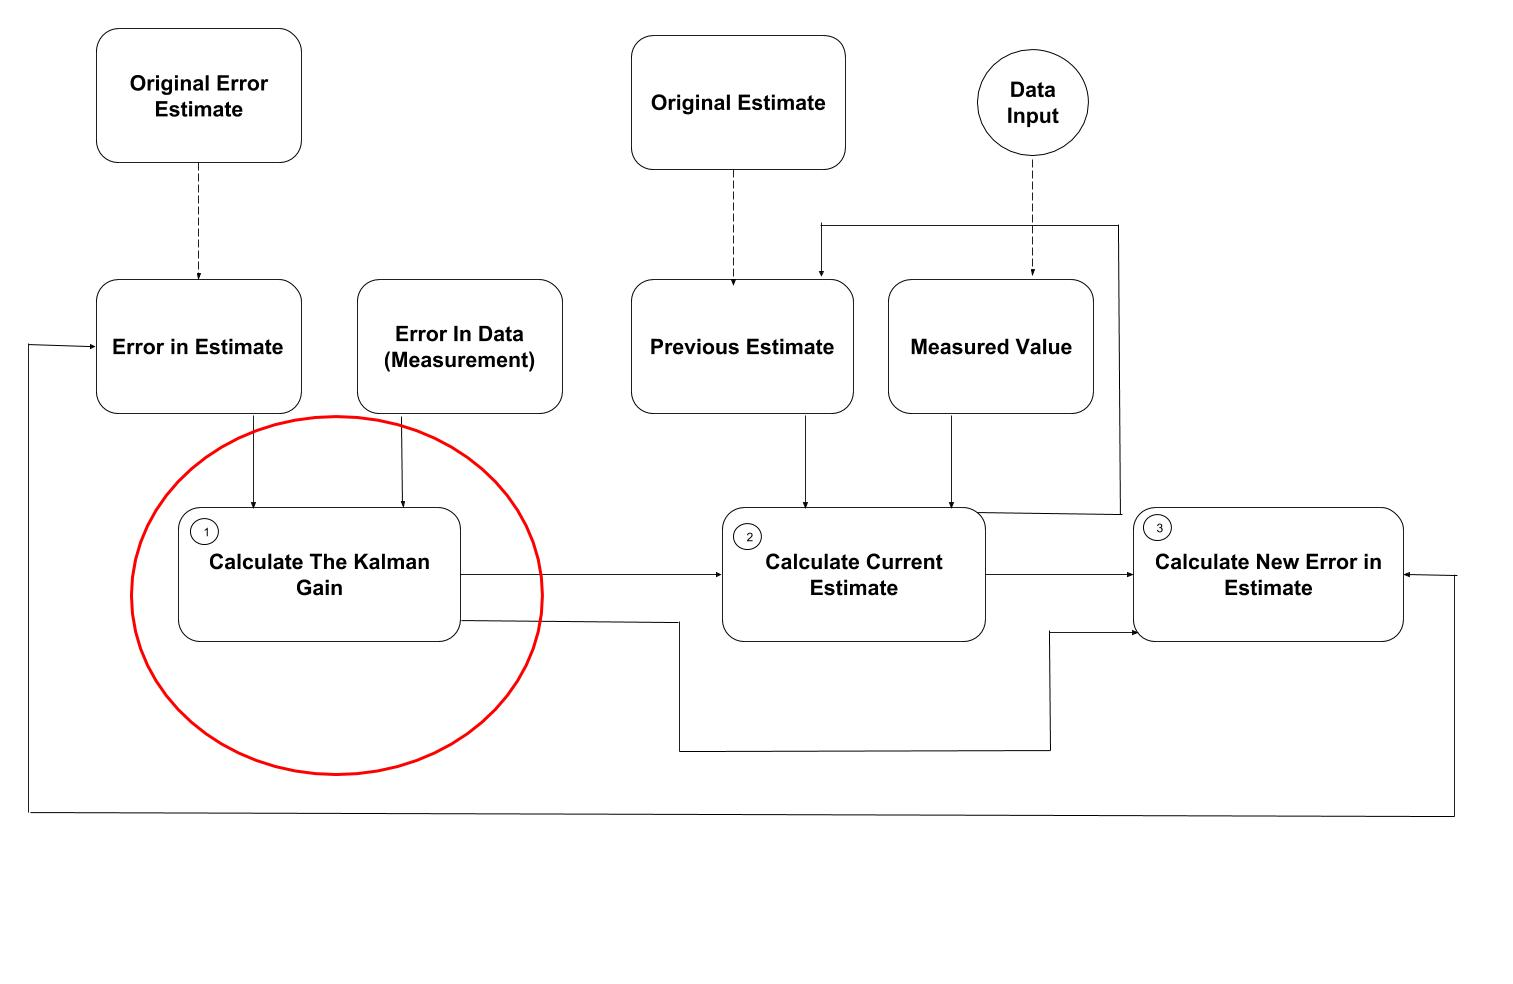 Original Error
Estimate
Original Estimate
Data
Input
Error in Estimate
Error In Data
(Measurement)
Previous Estimate
Measured Value
1
Calculate The Kalman
Gain
2
Calculate Current
Estimate
3
Calculate New Error in
Estimate